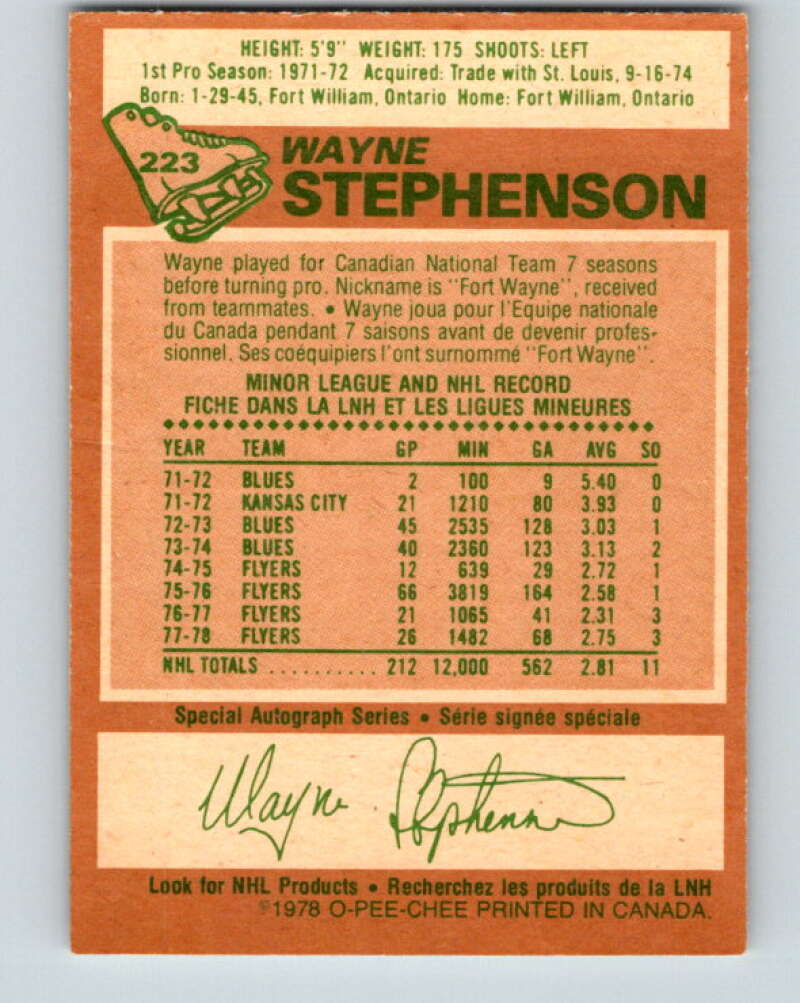 HEIGHT: 5'9" WEIGHT: 175 SHOOTS: LEFT
1st Pro Season: 1971-72 Acquired: Trade with St. Louis, 9-16-74
Born: 1-29-45, Fort William, Ontario Home: Fort William, Ontario
223
WAYNE
STEPHENSON
Wayne played for Canadian National Team 7 seasons
before turning pro. Nickname is "Fort Wayne", received
from teammates. • Wayne joua pour l'Equipe nationale
du Canada pendant 7 saisons avant de devenir profes-
sionnel. Ses coéquipiers l'ont surnommé "Fort Wayne".
MINOR LEAGUE AND NHL RECORD
FICHE DANS LA LNH ET LES LIGUES MINEURES
YEAR TEAM GP MIN GA AVG SO
71-72 BLUES 2 100 9 5.40 0
71-72 KANSAS CITY 21 1210 80 3.93 0
72-73 BLUES 45 2535 128 3.03 1
73-74 BLUES 40 2360 123 3.13 2
74-75 FLYERS 12 639 29 2.72 1
75-76 FLYERS 66 3819 164 2.58 1
76-77 FLYERS 21 1065 41 2.31 3
77-78 FLYERS 26 1482 68 2.75 3
NHL TOTALS .......... 212 12,000 562 2.81 11
Special Autograph Series • Série signée spéciale
Wayne Stephenson
Look for NHL Products • Recherchez les produits de la LNH
©1978 O-PEE-CHEE PRINTED IN CANADA.